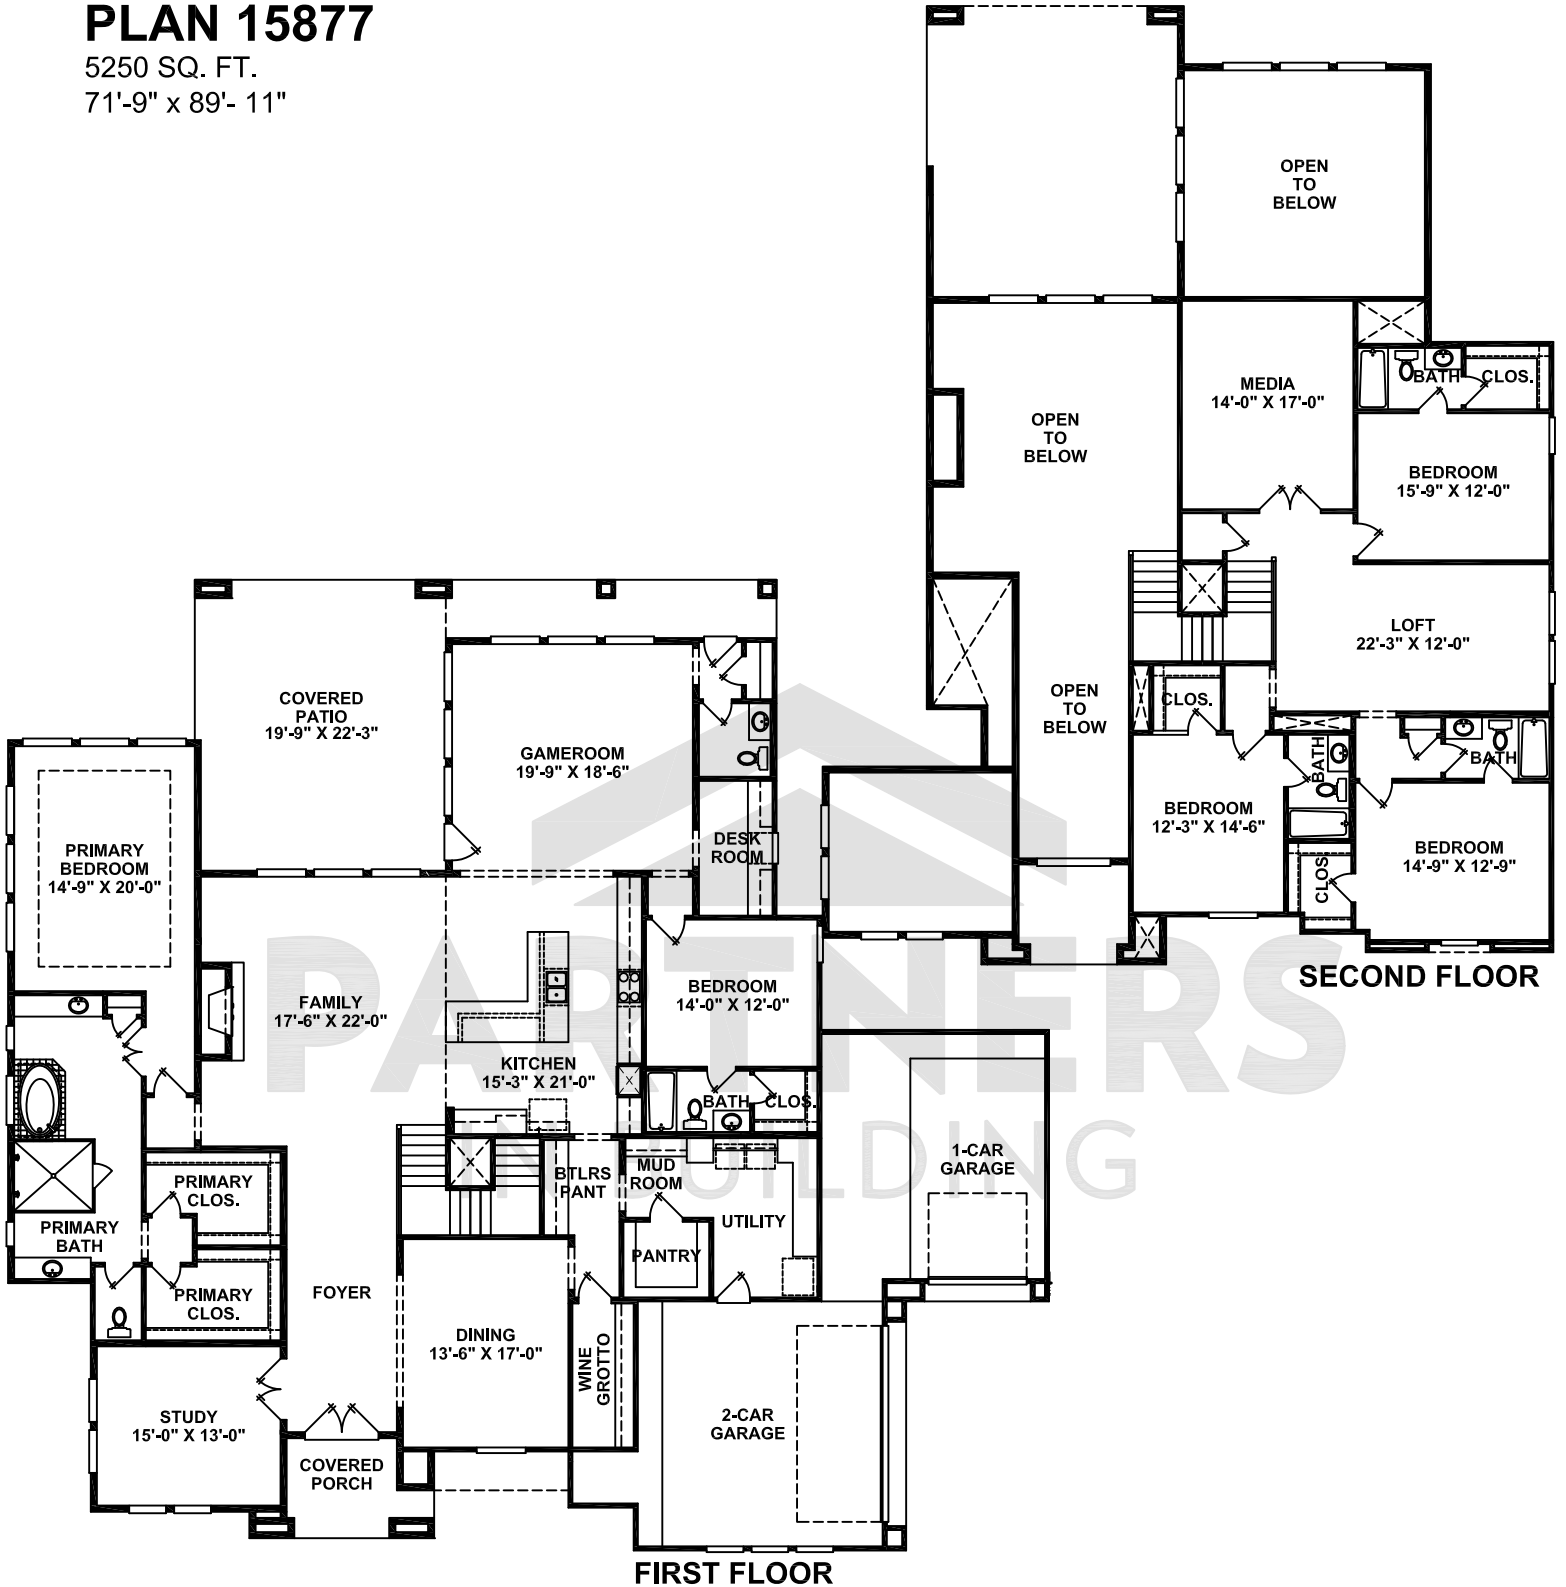 PLAN 15877
5250 SQ. FT.
71'-9" x 89'- 11"
OPEN
TO
BELOW
MEDIA
14'-0" X 17'-0"
BATH
CLOS.
OPEN
TO
BELOW
BEDROOM
15'-9" X 12'-0"
LOFT
22'-3" X 12'-0"
OPEN
TO
BELOW
CLOS.
BATH
BATH
BEDROOM
12'-3" X 14'-6"
BEDROOM
14'-9" X 12'-9"
CLOS.
SECOND FLOOR
COVERED
PATIO
19'-9" X 22'-3"
GAMEROOM
19'-9" X 18'-6"
PRIMARY
BEDROOM
14'-9" X 20'-0"
DESK
ROOM
FAMILY
17'-6" X 22'-0"
BEDROOM
14'-0" X 12'-0"
KITCHEN
15'-3" X 21'-0"
BATH
CLOS.
PARTNERS
IN BUILDING
1-CAR
GARAGE
BTLRS
PANT
MUD
ROOM
PRIMARY
CLOS.
PRIMARY
BATH
UTILITY
PANTRY
PRIMARY
CLOS.
FOYER
DINING
13'-6" X 17'-0"
WINE
GROTTO
STUDY
15'-0" X 13'-0"
2-CAR
GARAGE
COVERED
PORCH
FIRST FLOOR